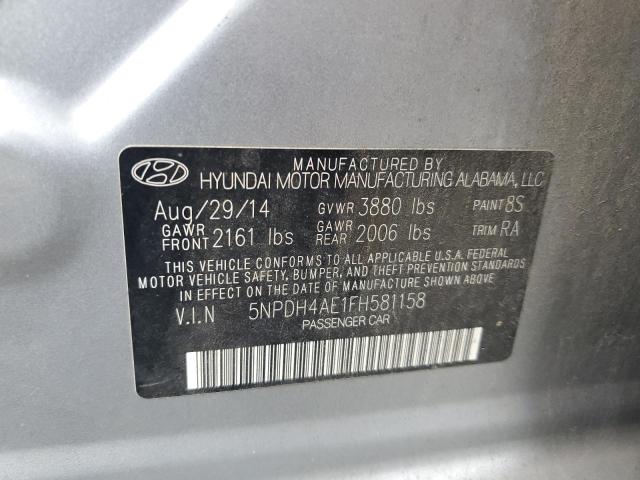 MANUFACTURED BY
HYUNDAI MOTOR MANUFACTURING ALABAMA, LLC
Aug/29/14 GVWR 3880 lbs PAINT 8S
GAWR FRONT 2161 lbs GAWR REAR 2006 lbs TRIM RA
THIS VEHICLE CONFORMS TO ALL APPLICABLE U.S.A. FEDERAL
MOTOR VEHICLE SAFETY, BUMPER, AND THEFT PREVENTION STANDARDS
IN EFFECT ON THE DATE OF MANUFACTURE SHOWN ABOVE
V.I.N 5NPDH4AE1FH581158
PASSENGER CAR